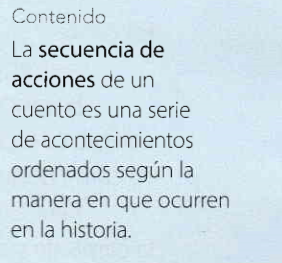 Contenido
La secuencia de
acciones de un
cuento es una serie
de acontecimientos
ordenados según la
manera en que ocurren
en la historia.